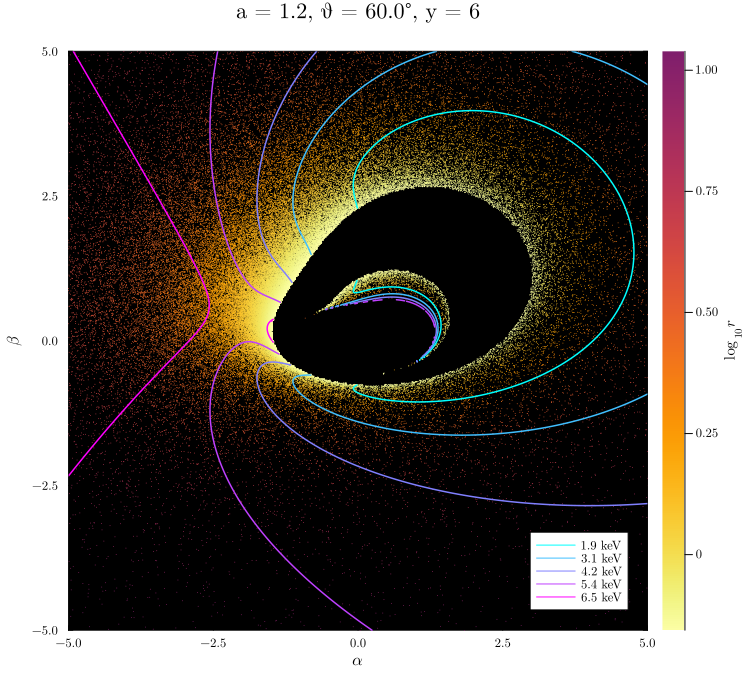 a = 1.2, ϑ = 60.0°, y = 6
5.0
2.5
0.0
−2.5
−5.0
β
−5.0
−2.5
0.0
2.5
5.0
α
1.9 keV
3.1 keV
4.2 keV
5.4 keV
6.5 keV
1.00
0.75
0.50
0.25
0
log₁₀ r